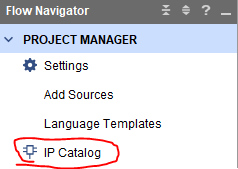 Flow Navigator
PROJECT MANAGER
Settings
Add Sources
Language Templates
IP Catalog